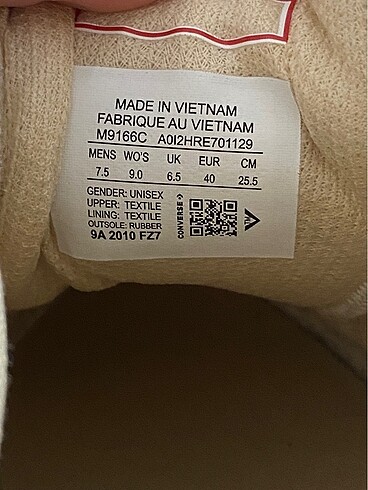 MADE IN VIETNAM
FABRIQUE AU VIETNAM
M9166C A0I2HRE701129
MENS WO'S UK EUR CM
7.5 9.0 6.5 40 25.5
GENDER: UNISEX
UPPER: TEXTILE
LINING: TEXTILE
OUTSOLE: RUBBER
9A 2010 FZ7
CONVERSE